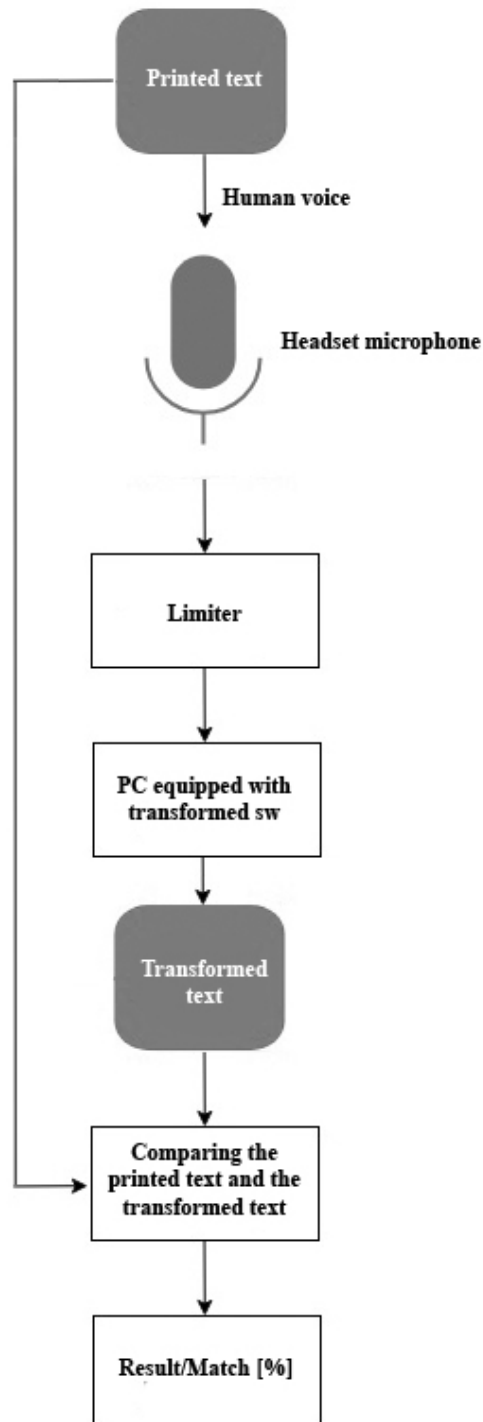 Printed text
Human voice
Headset microphone
Limiter
PC equipped with
transformed sw
Transformed
text
Comparing the
printed text and the
transformed text
Result/Match [%]